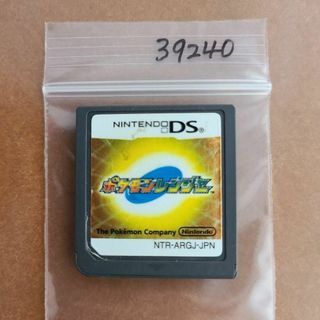 39240
NINTENDO DS
ポケモンレンジャー
The Pokémon Company Nintendo
NTR-ARGJ-JPN